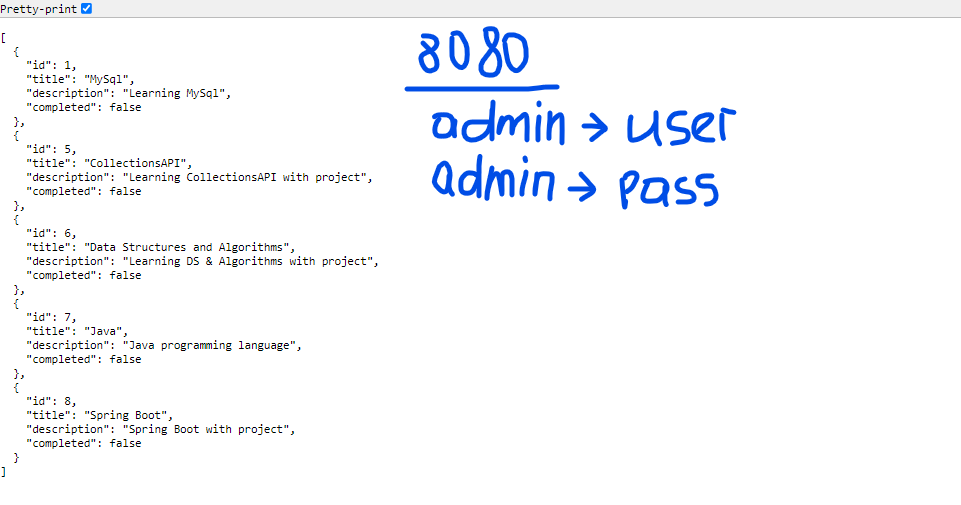 Pretty-print
[
{
"id": 1,
"title": "MySql",
"description": "Learning MySql",
"completed": false
},
{
"id": 5,
"title": "CollectionsAPI",
"description": "Learning CollectionsAPI with project",
"completed": false
},
{
"id": 6,
"title": "Data Structures and Algorithms",
"description": "Learning DS & Algorithms with project",
"completed": false
},
{
"id": 7,
"title": "Java",
"description": "Java programming language",
"completed": false
},
{
"id": 8,
"title": "Spring Boot",
"description": "Spring Boot with project",
"completed": false
}
]
8080
admin → user
admin → pass